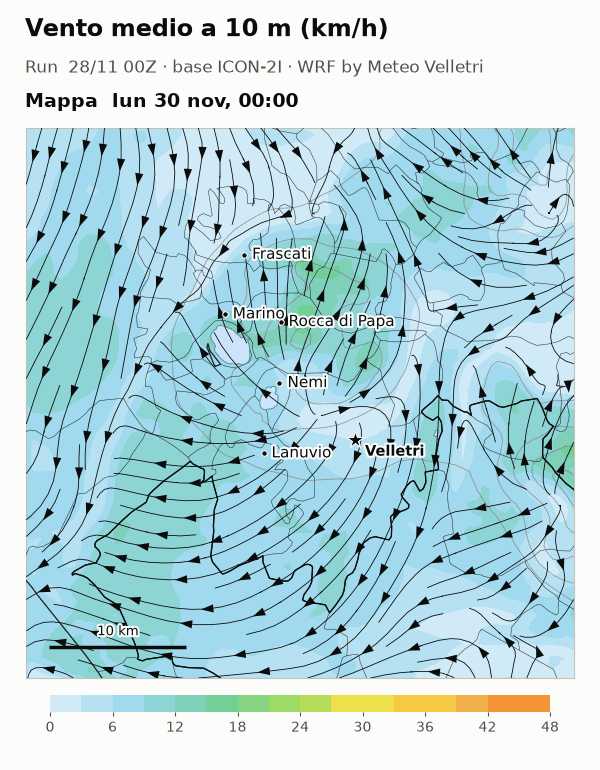 Vento medio a 10 m (km/h)
Run  28/11 00Z · base ICON-2I · WRF by Meteo Velletri
Mappa  lun 30 nov, 00:00
Frascati
Marino
Rocca di Papa
Nemi
Velletri
Lanuvio
10 km
0 6 12 18 24 30 36 42 48